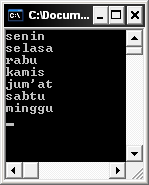 C:\Docum...
senin
selasa
rabu
kamis
jum'at
sabtu
minggu